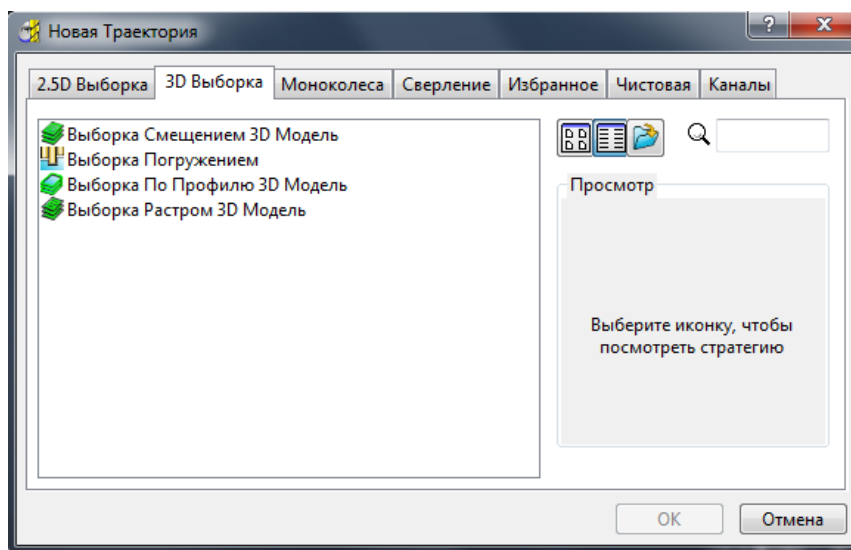 Новая Траектория
?
x
2.5D Выборка 3D Выборка Моноколеса Сверление Избранное Чистовая Каналы
Выборка Смещением 3D Модель
Выборка Погружением
Выборка По Профилю 3D Модель
Выборка Растром 3D Модель
Просмотр
Выберите иконку, чтобы
посмотреть стратегию
OK Отмена